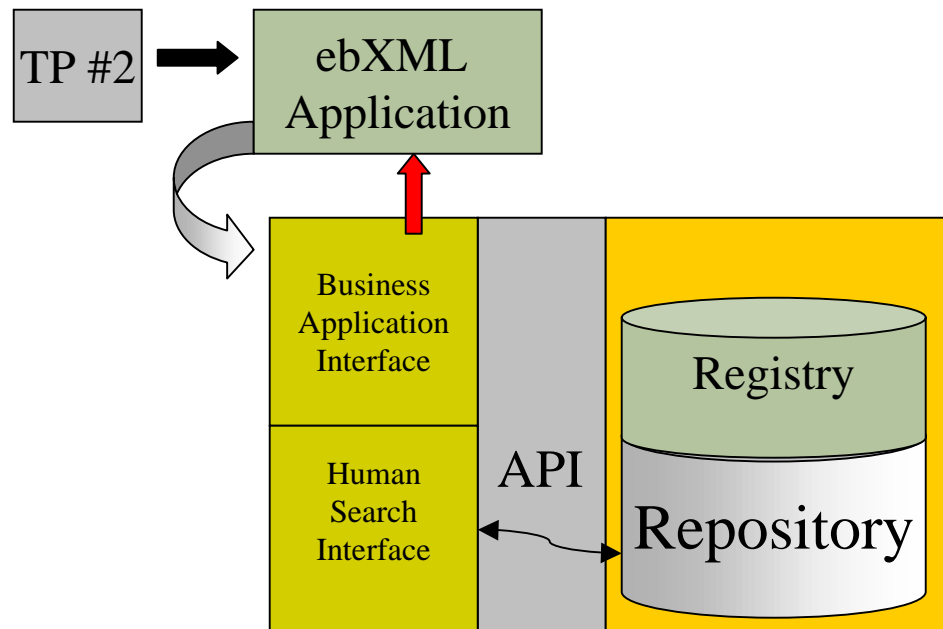 TP #2
ebXML
Application
Business
Application
Interface
Human
Search
Interface
API
Registry
Repository